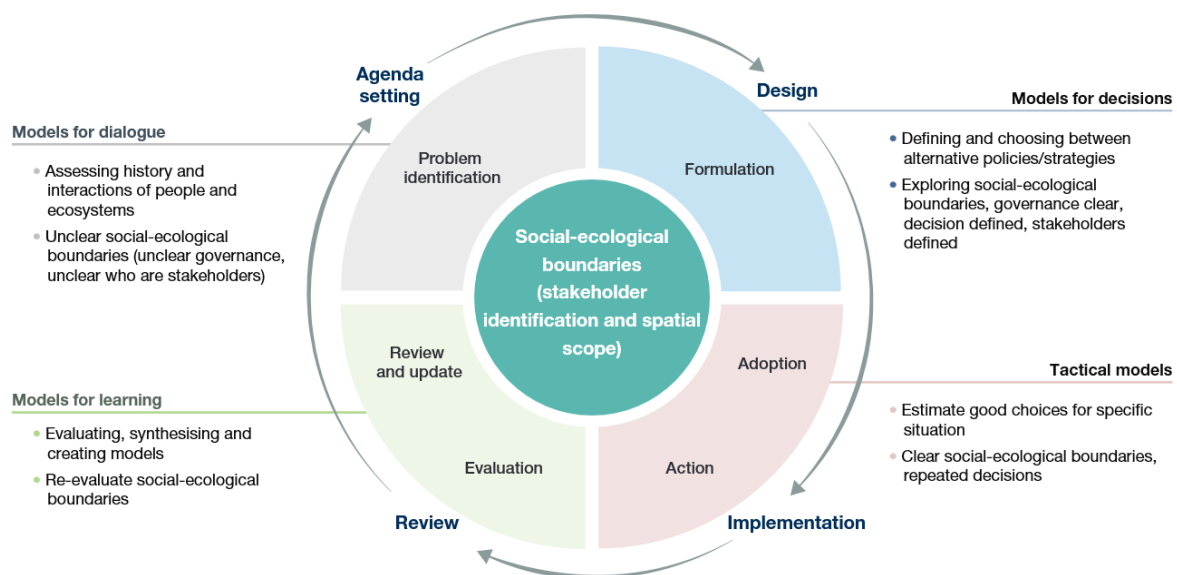 Agenda
setting
Design
Models for decisions
Models for dialogue
Assessing history and
interactions of people and
ecosystems
Unclear social-ecological
boundaries (unclear governance,
unclear who are stakeholders)
Problem
identification
Formulation
Defining and choosing between
alternative policies/strategies
Exploring social-ecological
boundaries, governance clear,
decision defined, stakeholders
defined
Social-ecological
boundaries
(stakeholder
identification and spatial
scope)
Review
and update
Adoption
Tactical models
Models for learning
Evaluating, synthesising and
creating models
Re-evaluate social-ecological
boundaries
Evaluation
Action
Estimate good choices for specific
situation
Clear social-ecological boundaries,
repeated decisions
Review
Implementation